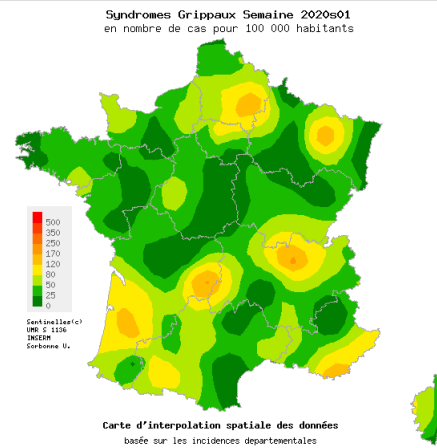 Syndromes Grippaux Semaine 2020s01
en nombre de cas pour 100 000 habitants
500
350
250
170
120
80
50
25
0
Sentinelles(c)
UMR S 1136
INSERM
Sorbonne U.
Carte d'interpolation spatiale des données
basée sur les incidences departementales